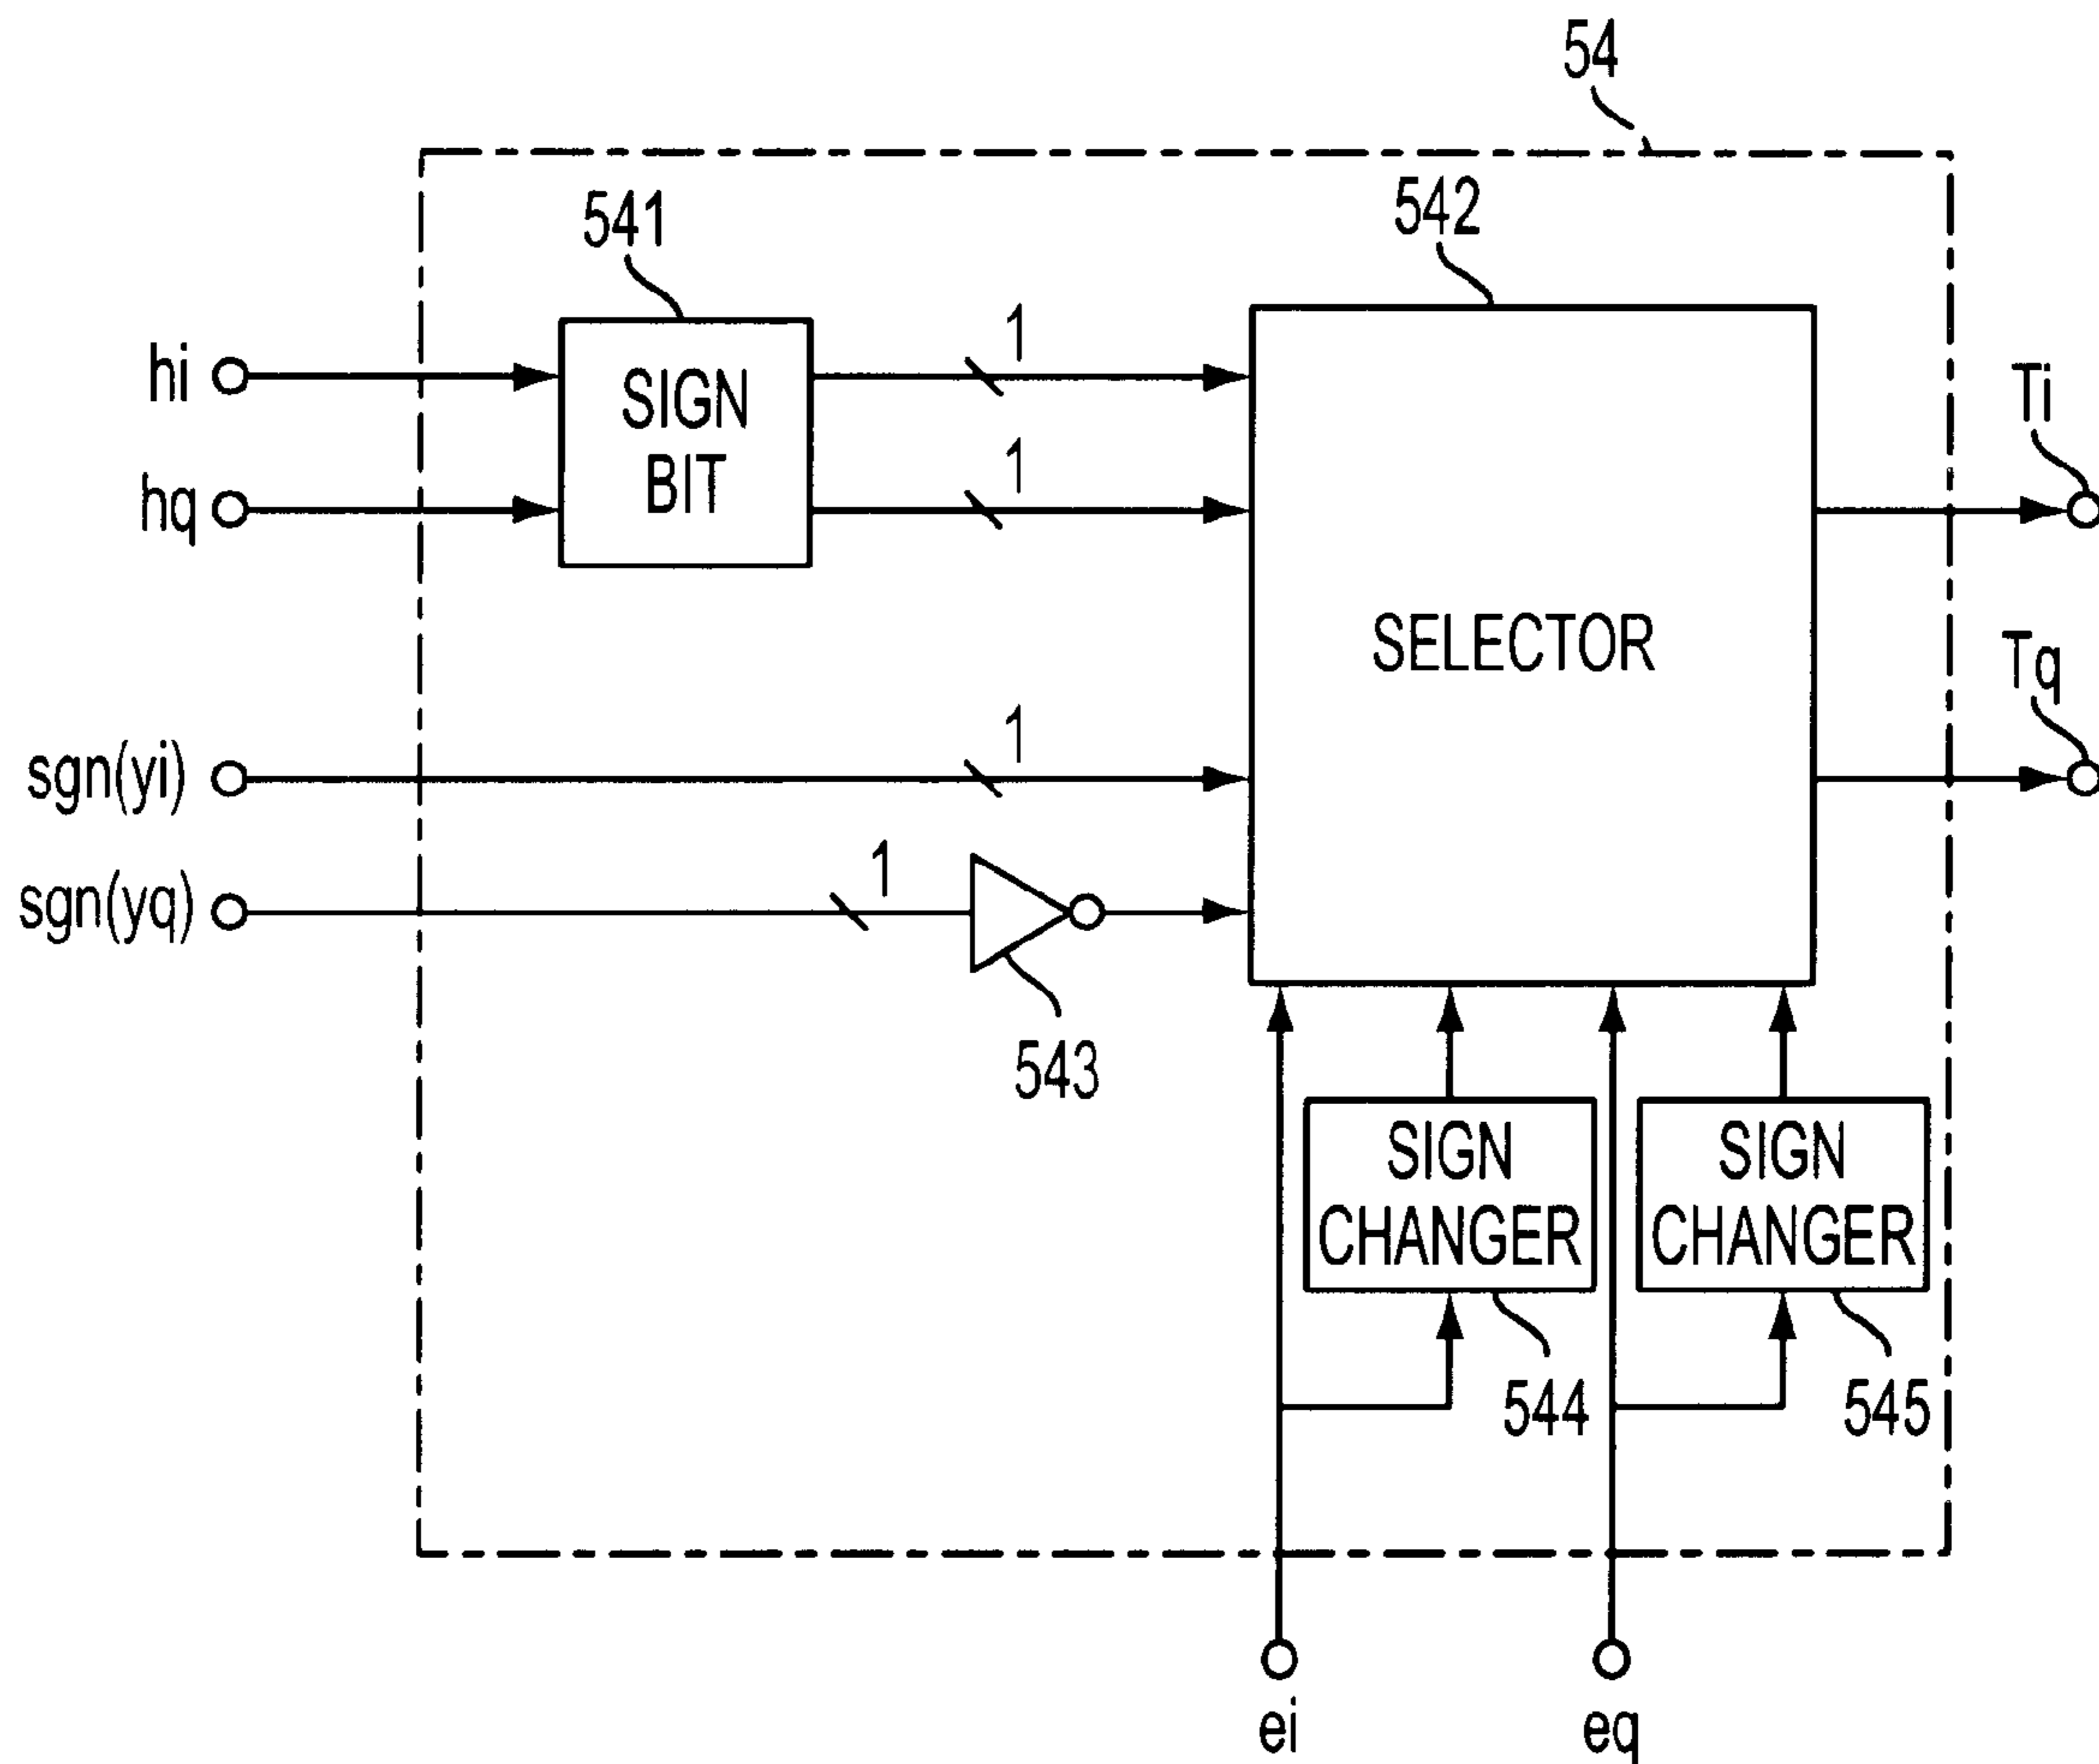 54
541
542
hi
SIGN
BIT
1
Ti
hq
1
SELECTOR
Tq
sgn(yi)
1
sgn(yq)
1
543
SIGN
CHANGER
SIGN
CHANGER
544
545
ei
eq